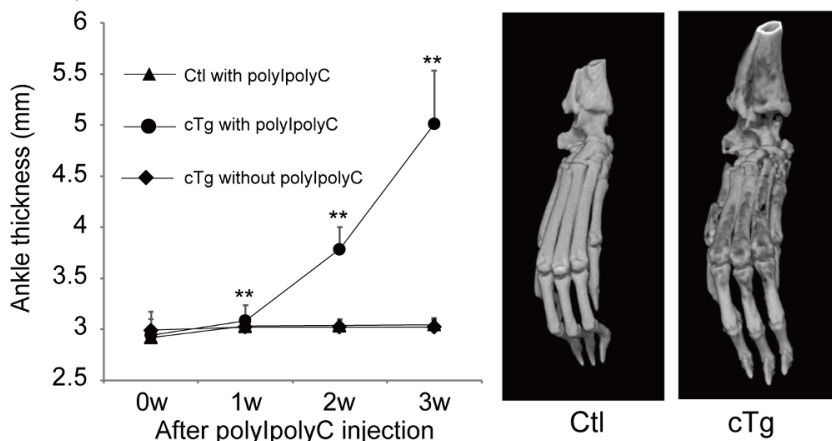 6
5.5
5
4.5
4
3.5
3
2.5
Ankle thickness (mm)
Ctl with polyIpolyC
cTg with polyIpolyC
cTg without polyIpolyC
**
**
**
0w 1w 2w 3w
After polyIpolyC injection
Ctl
cTg